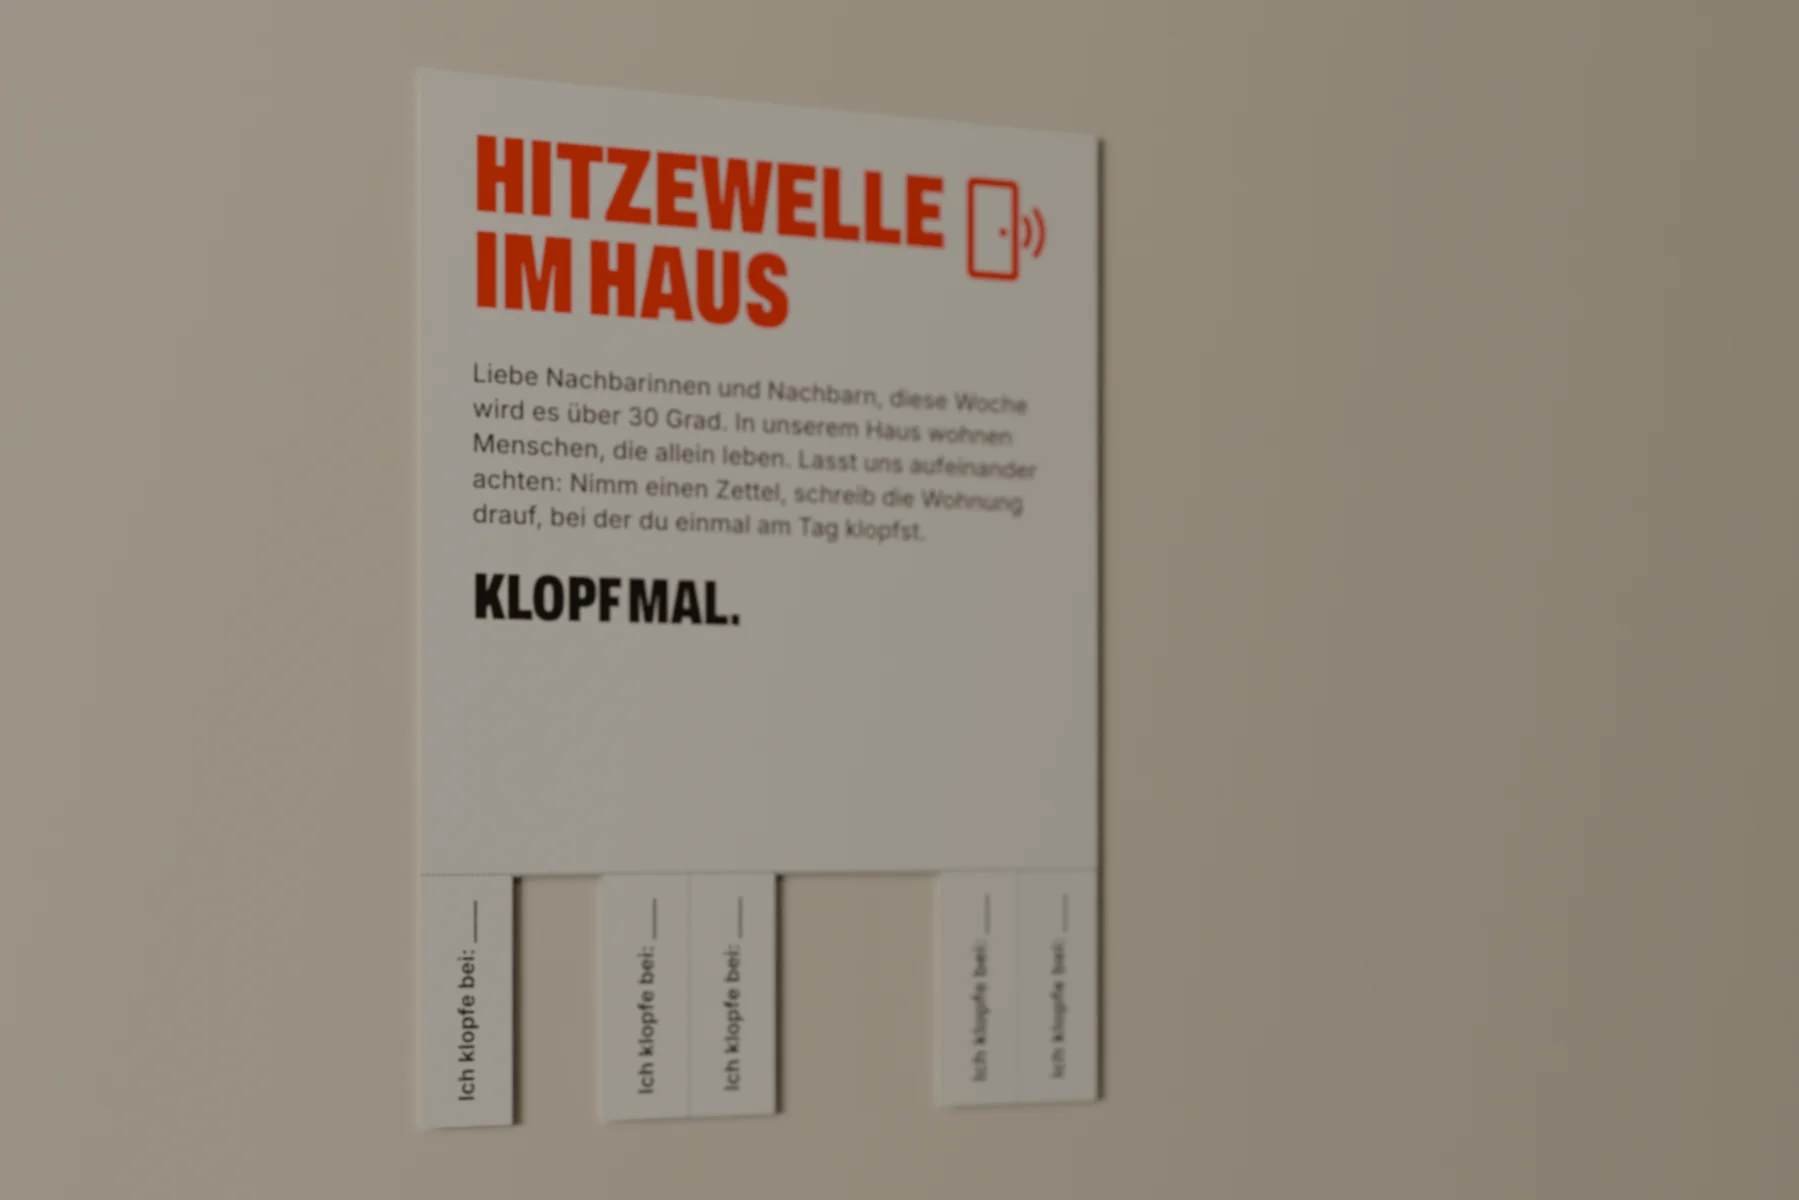 HITZEWELLE
IM HAUS
Liebe Nachbarinnen und Nachbarn, diese Woche
wird es über 30 Grad. In unserem Haus wohnen
Menschen, die allein leben. Lasst uns aufeinander
achten: Nimm einen Zettel, schreib die Wohnung
drauf, bei der du einmal am Tag klopfst.
KLOPF MAL.
Ich klopfe bei: ___
Ich klopfe bei: ___
Ich klopfe bei: ___
Ich klopfe bei: ___
Ich klopfe bei: ___